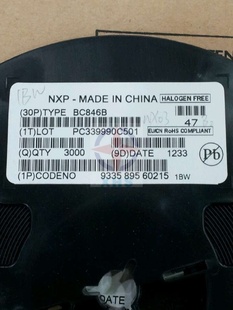 1BW
NXP - MADE IN CHINA
HALOGEN FREE
(30P)TYPE BC846B
47
(1T)LOT PC339990C501
EU/CN RoHS COMPLIANT
(Q)QTY 3000 (9D)DATE 1233
Pb
(1P)CODENO 9335 895 60215 1BW
DATE